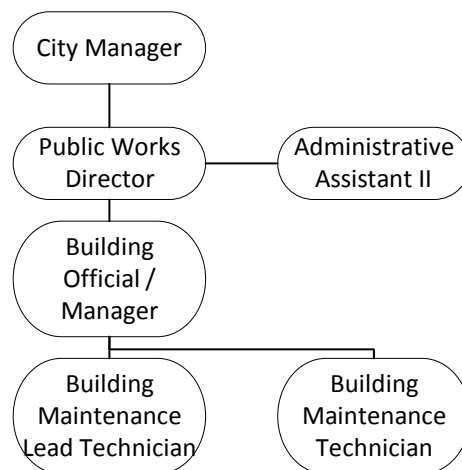 City Manager
Public Works
Director
Administrative
Assistant II
Building
Official /
Manager
Building
Maintenance
Lead Technician
Building
Maintenance
Technician